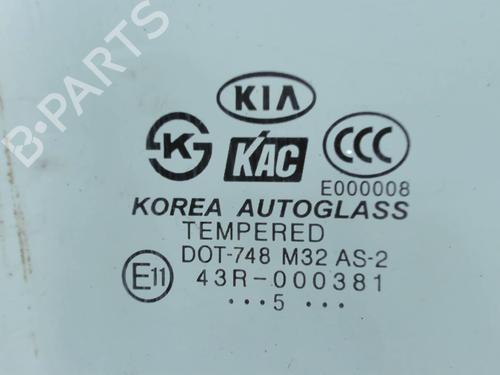 B-PARTS
KIA
K
KAC
CCC
E000008
KOREA AUTOGLASS
TEMPERED
DOT-748 M32 AS-2
E11 43R-000381
••• 5 •••